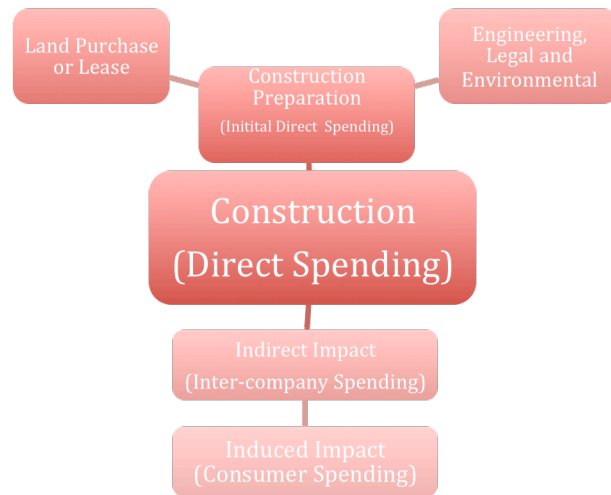 Land Purchase
or Lease
Engineering,
Legal and
Environmental
Construction
Preparation
(Initital Direct Spending)
Construction
(Direct Spending)
Indirect Impact
(Inter-company Spending)
Induced Impact
(Consumer Spending)